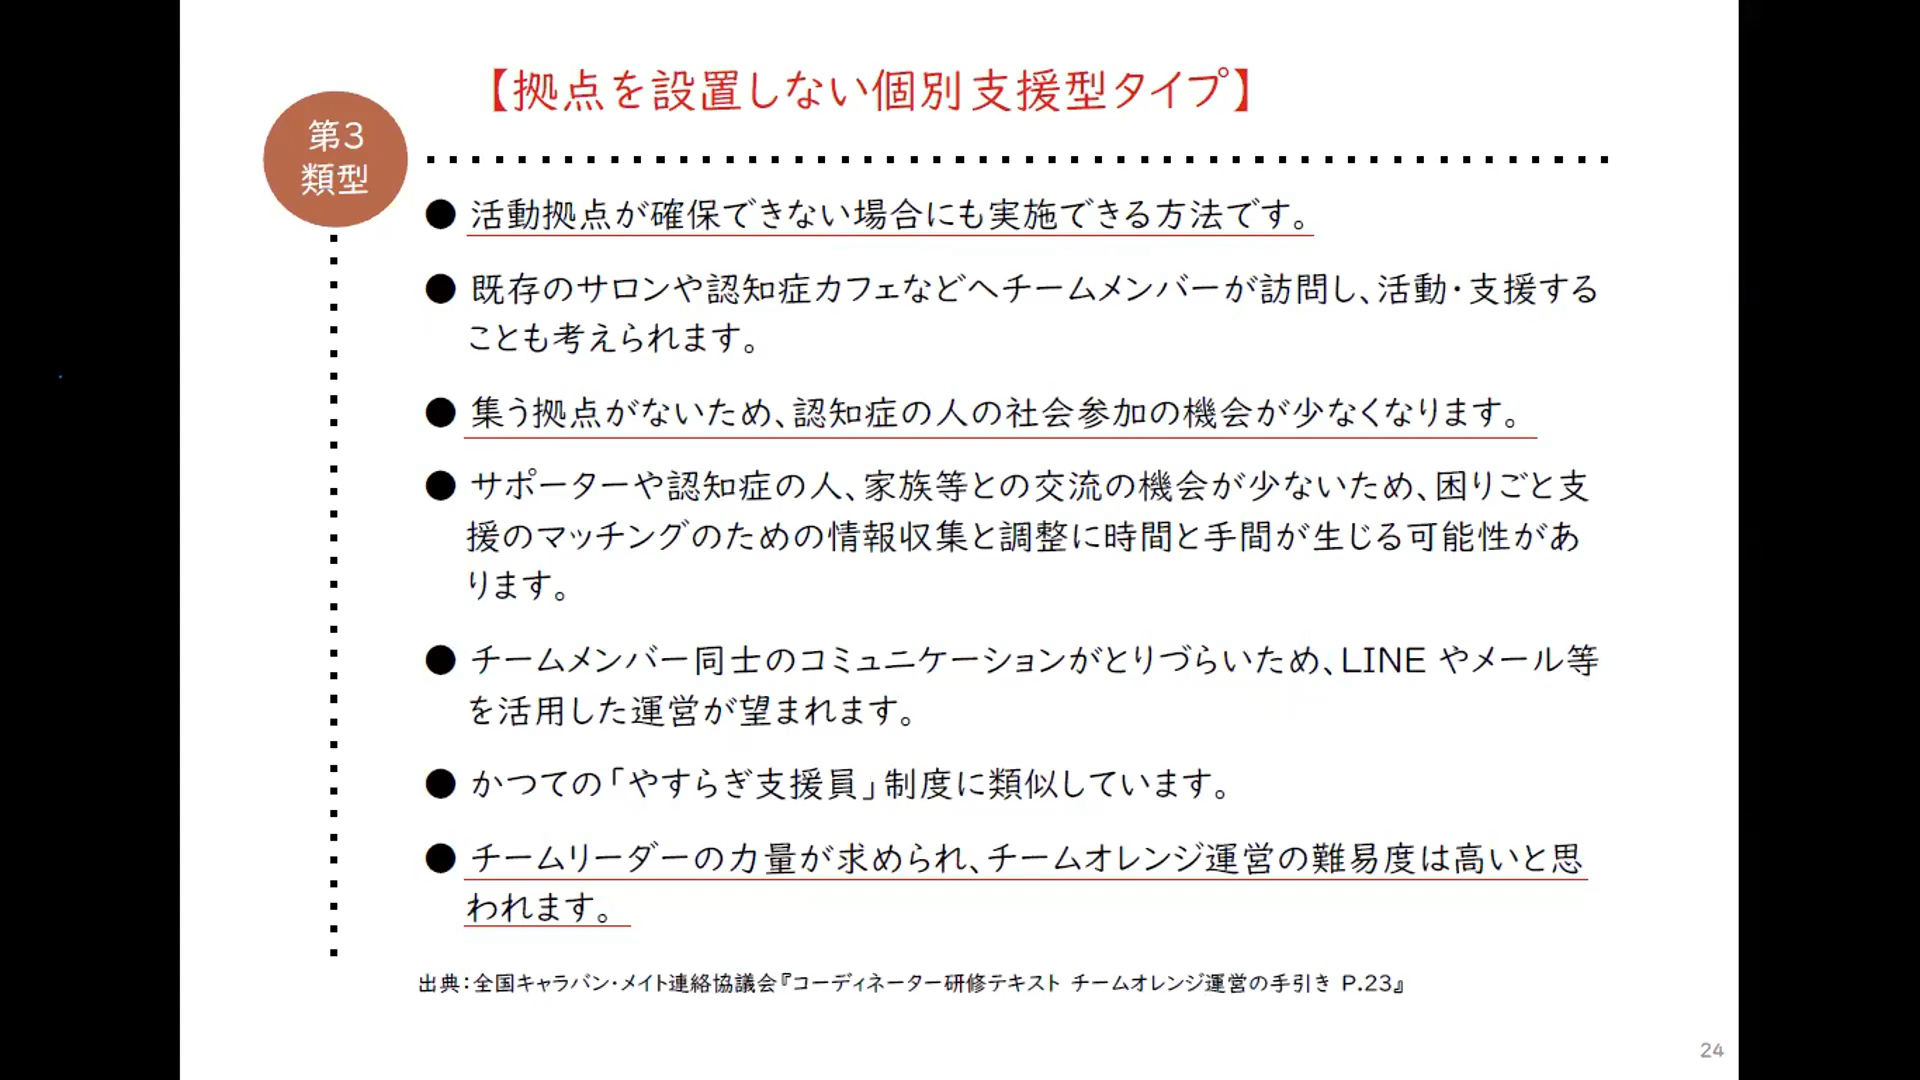 【拠点を設置しない個別支援型タイプ】
第3
類型
● 活動拠点が確保できない場合にも実施できる方法です。
● 既存のサロンや認知症カフェなどへチームメンバーが訪問し、活動・支援する
ことも考えられます。
● 集う拠点がないため、認知症の人の社会参加の機会が少なくなります。
● サポーターや認知症の人、家族等との交流の機会が少ないため、困りごと支
援のマッチングのための情報収集と調整に時間と手間が生じる可能性があ
ります。
● チームメンバー同士のコミュニケーションがとりづらいため、LINE やメール等
を活用した運営が望まれます。
● かつての「やすらぎ支援員」制度に類似しています。
● チームリーダーの力量が求められ、チームオレンジ運営の難易度は高いと思
われます。
出典：全国キャラバン・メイト連絡協議会『コーディネーター研修テキスト チームオレンジ運営の手引き P.23』
24